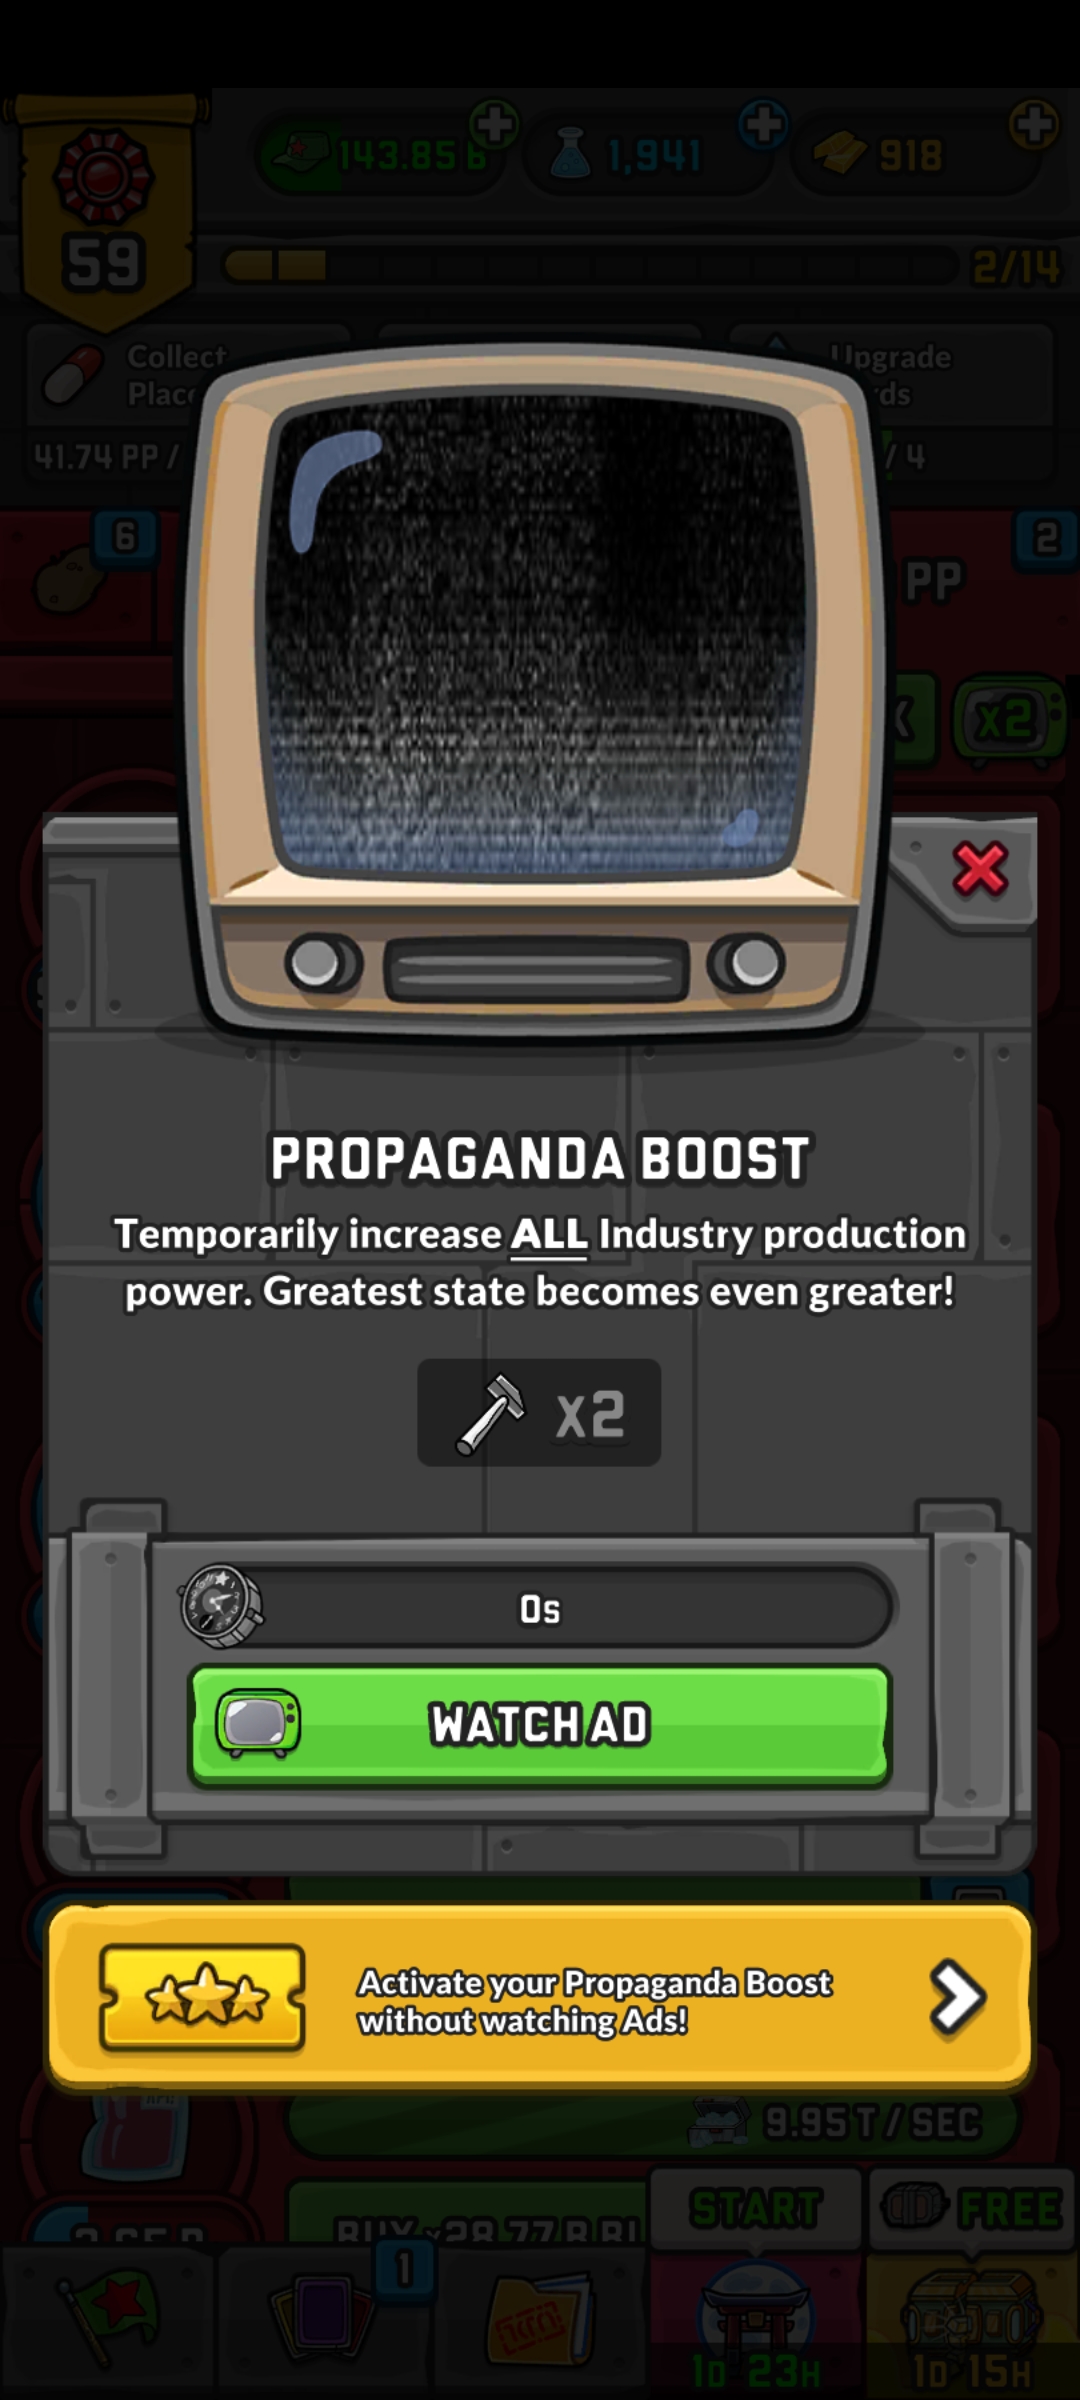 143.85 B
1,941
918
59
2/14
Collect
Upgrade
41.74 PP /
/ 4
6
2
PP
x2
PROPAGANDA BOOST
Temporarily increase ALL Industry production
power. Greatest state becomes even greater!
x2
0s
WATCH AD
Activate your Propaganda Boost
without watching Ads!
9.95 T / SEC
START
FREE
BUY
1
1D 23H
1D 15H